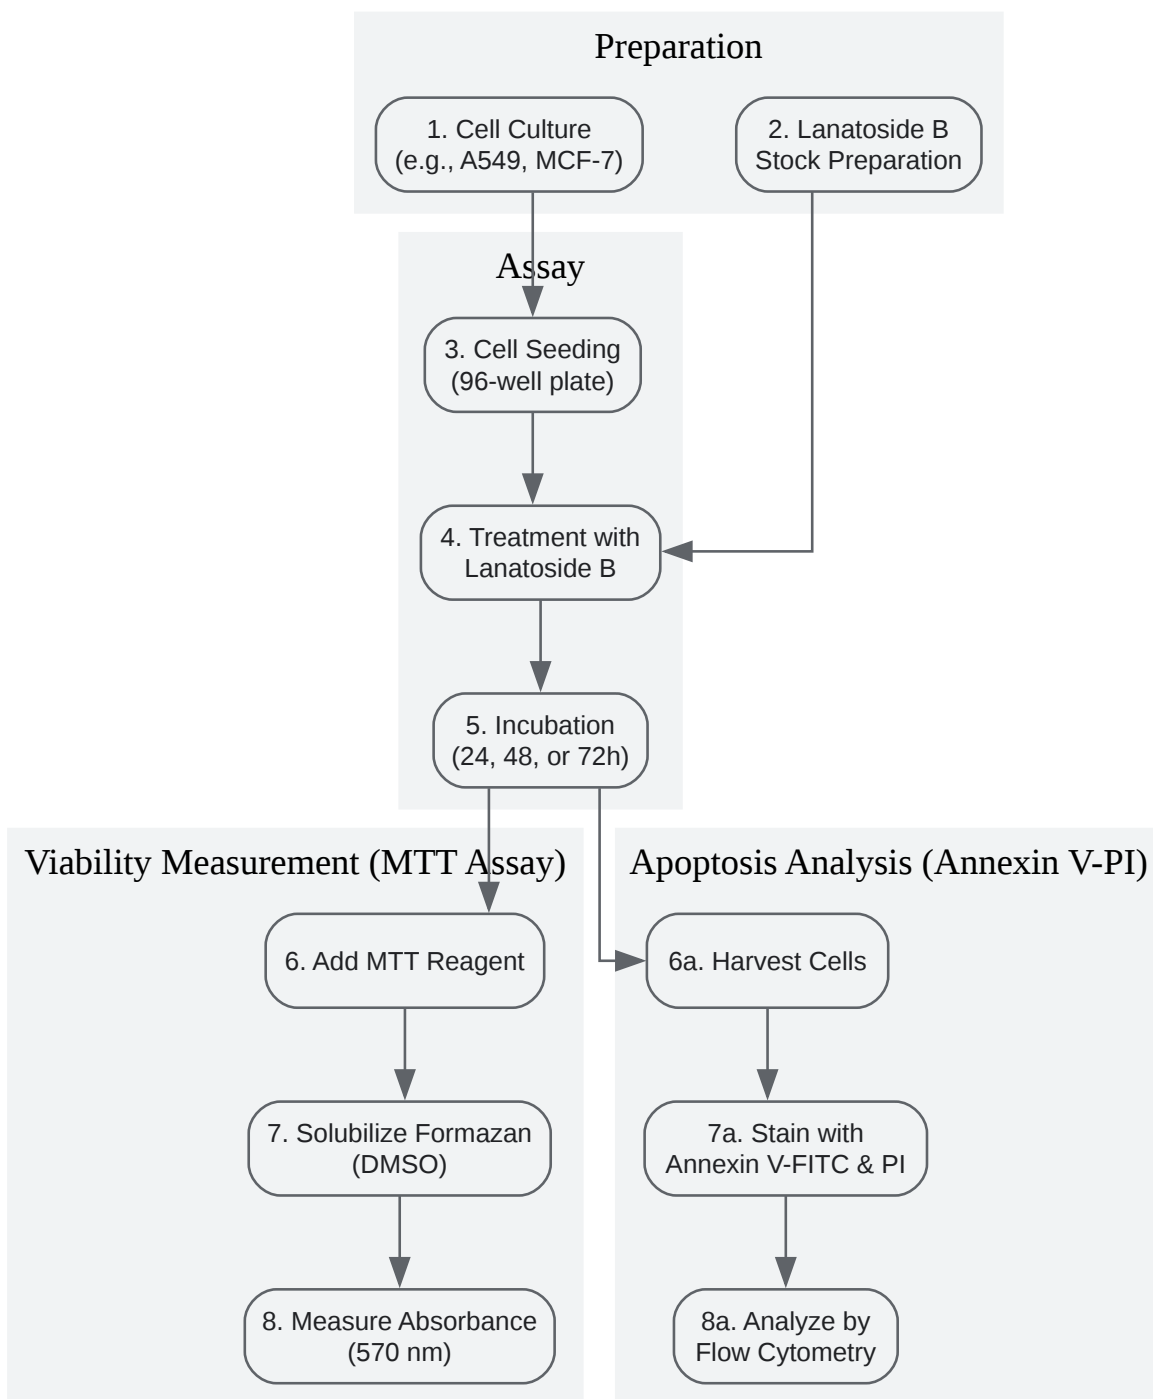 Preparation
1. Cell Culture
(e.g., A549, MCF-7)
2. Lanatoside B
Stock Preparation
Assay
3. Cell Seeding
(96-well plate)
4. Treatment with
Lanatoside B
5. Incubation
(24, 48, or 72h)
Viability Measurement (MTT Assay)
6. Add MTT Reagent
7. Solubilize Formazan
(DMSO)
8. Measure Absorbance
(570 nm)
Apoptosis Analysis (Annexin V-PI)
6a. Harvest Cells
7a. Stain with
Annexin V-FITC & PI
8a. Analyze by
Flow Cytometry